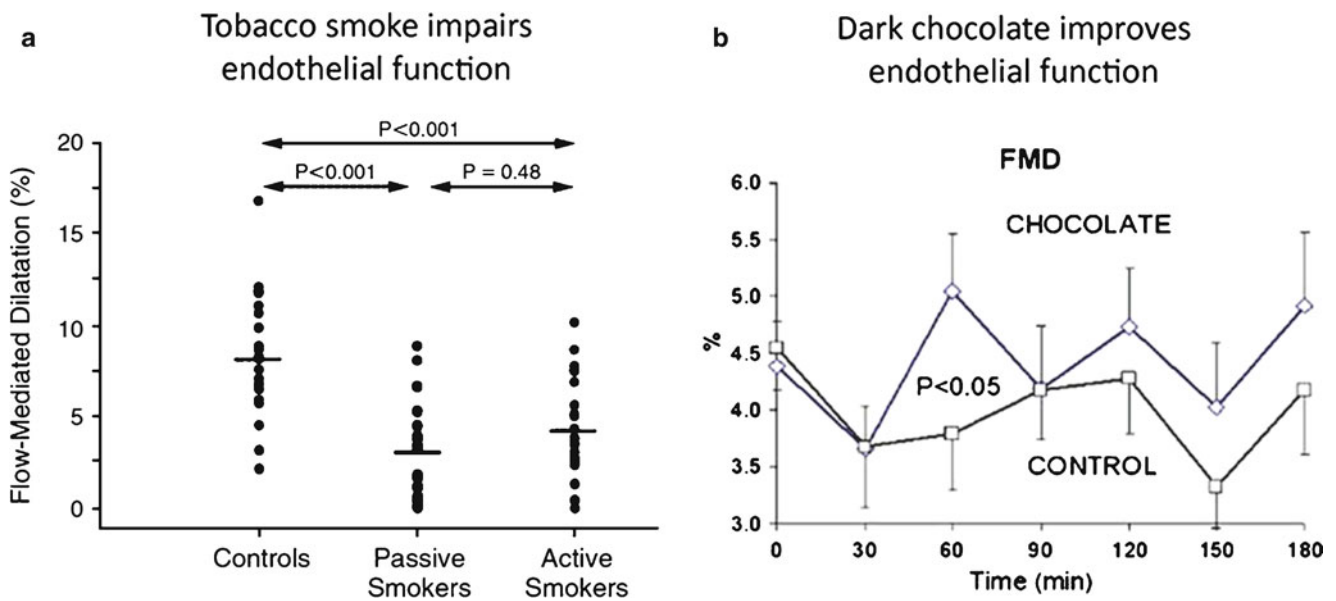 a
Tobacco smoke impairs
endothelial function
P<0.001
P<0.001
P = 0.48
Flow-Mediated Dilatation (%)
20
15
10
5
0
Controls
Passive
Smokers
Active
Smokers
b
Dark chocolate improves
endothelial function
FMD
CHOCOLATE
P<0.05
CONTROL
%
6.0
5.5
5.0
4.5
4.0
3.5
3.0
0 30 60 90 120 150 180
Time (min)